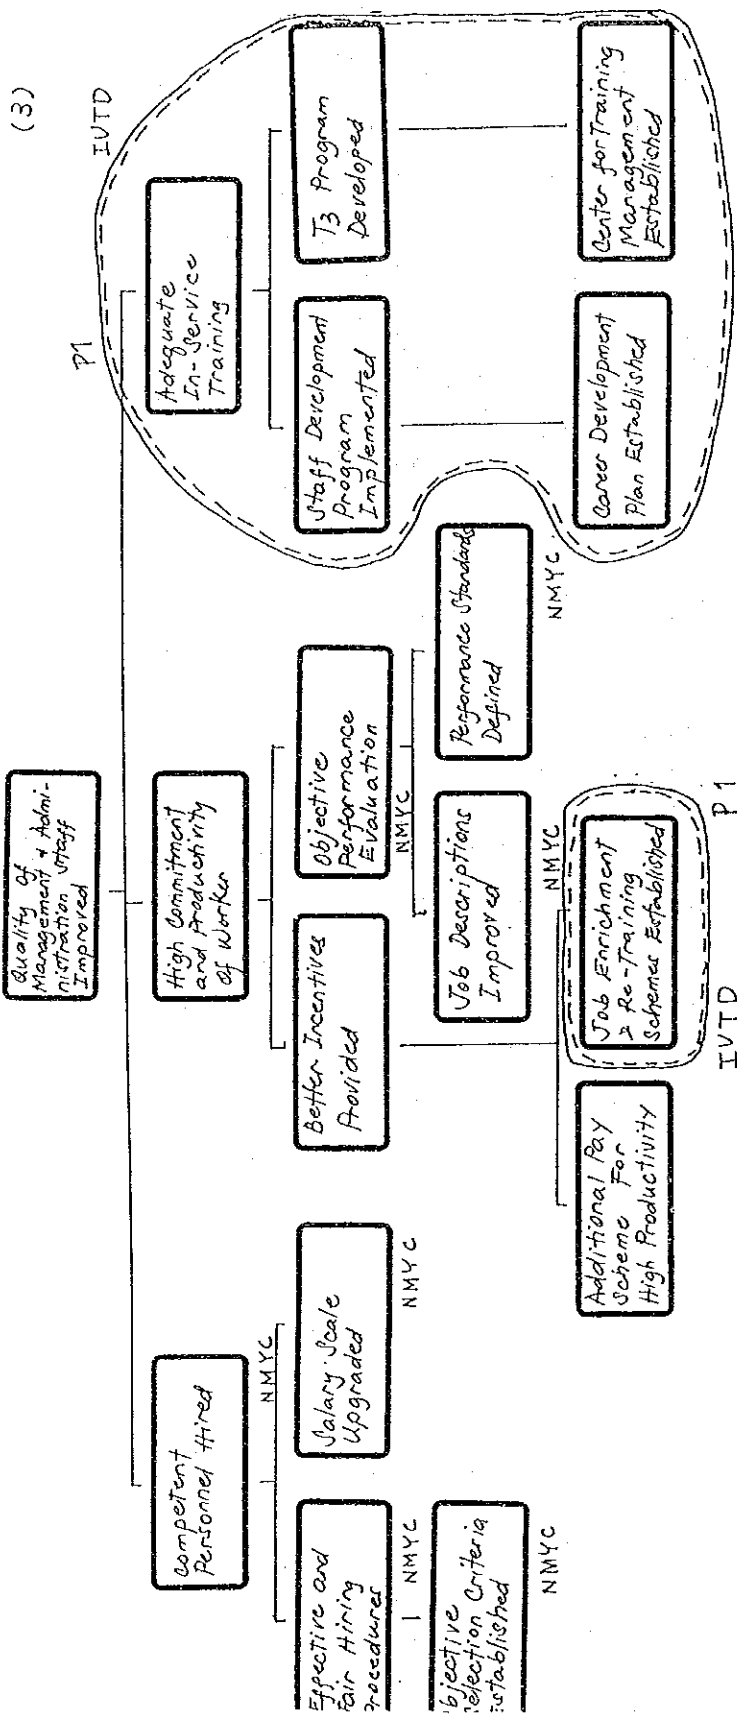 (3)
Quality of
Management & Admi-
nistration staff
Improved
P1
IVTD
Competent
Personnel Hired
NMYC
High Commitment
and Productivity
of Worker
Adequate
In-Service
Training
Effective and
Fair Hiring
Procedures
NMYC
Salary Scale
Upgraded
NMYC
Better Incentives
Provided
Objective
Performance
Evaluation
NMYC
Staff Development
Program
Implemented
T3 Program
Developed
bjective
election Criteria
stablished
NMYC
Job Descriptions
Improved
NMYC
Performance Standards
Defined
NMYC
Additional Pay
Scheme For
High Productivity
Job Enrichment
& Re-Training
Schemes Established
IVTD
P1
Career Development
Plan Established
Center for Training
Management
Established